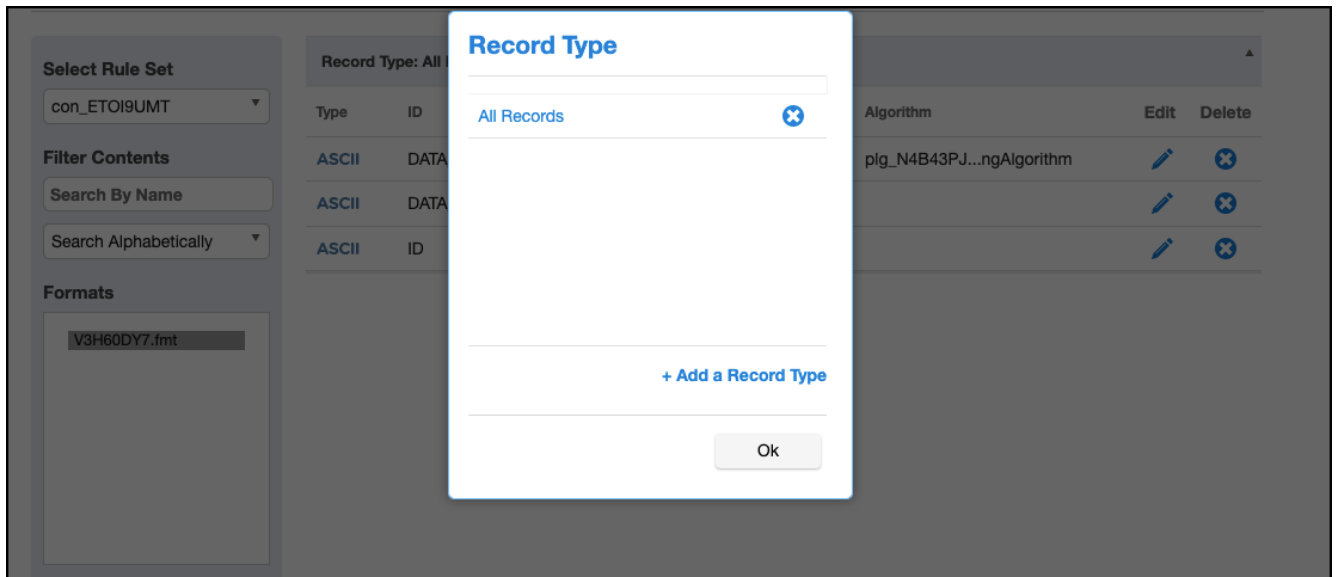 Record Type
Select Rule Set
Record Type: All
con_ETOI9UMT
All Records
Type ID Algorithm Edit Delete
Filter Contents
ASCII DATA plg_N4B43PJ...ngAlgorithm
Search By Name
ASCII DATA
Search Alphabetically
ASCII ID
Formats
V3H60DY7.fmt
+ Add a Record Type
Ok